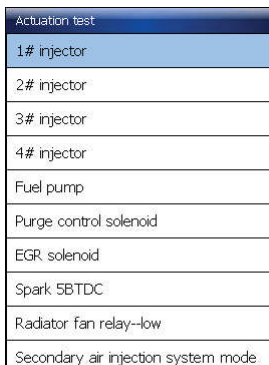 Actuation test
1# injector
2# injector
3# injector
4# injector
Fuel pump
Purge control solenoid
EGR solenoid
Spark 5BTDC
Radiator fan relay--low
Secondary air injection system mode